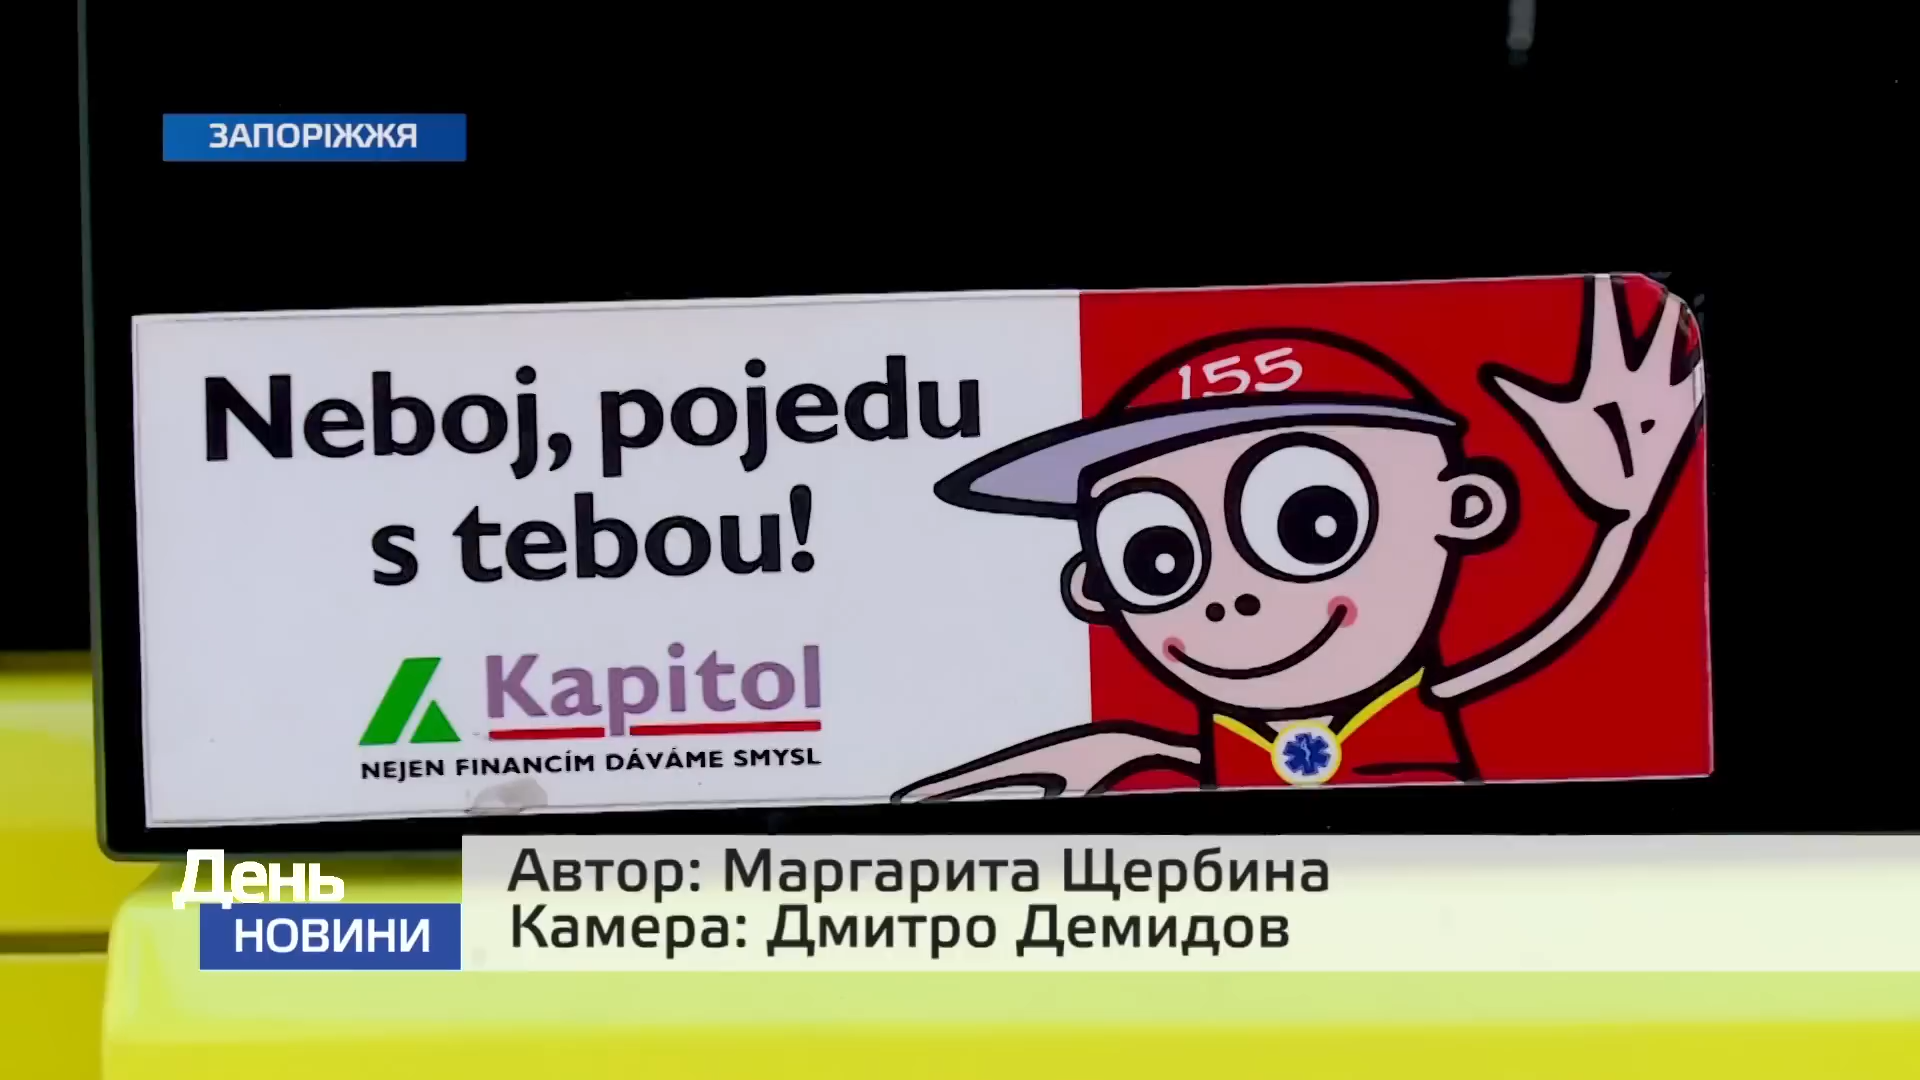 ЗАПОРІЖЖЯ
155
Neboj, pojedu
s tebou!
Kapitol
NEJEN FINANCÍM DÁVÁME SMYSL
День
НОВИНИ
Автор: Маргарита Щербина
Камера: Дмитро Демидов